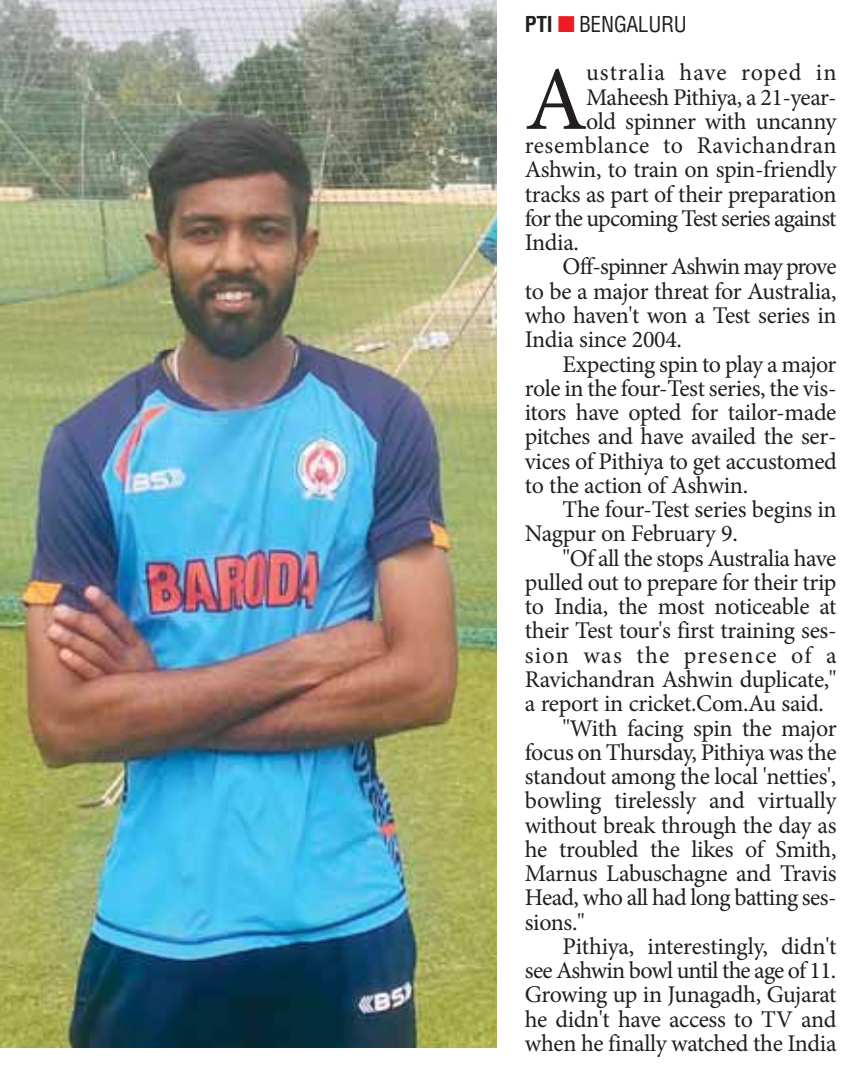 PTI ■ BENGALURU
Australia have roped in
Maheesh Pithiya, a 21-year-
old spinner with uncanny
resemblance to Ravichandran
Ashwin, to train on spin-friendly
tracks as part of their preparation
for the upcoming Test series against
India.
Off-spinner Ashwin may prove
to be a major threat for Australia,
who haven't won a Test series in
India since 2004.
Expecting spin to play a major
role in the four-Test series, the vis-
itors have opted for tailor-made
pitches and have availed the ser-
vices of Pithiya to get accustomed
to the action of Ashwin.
The four-Test series begins in
Nagpur on February 9.
"Of all the stops Australia have
pulled out to prepare for their trip
to India, the most noticeable at
their Test tour's first training ses-
sion was the presence of a
Ravichandran Ashwin duplicate,"
a report in cricket.Com.Au said.
"With facing spin the major
focus on Thursday, Pithiya was the
standout among the local 'netties',
bowling tirelessly and virtually
without break through the day as
he troubled the likes of Smith,
Marnus Labuschagne and Travis
Head, who all had long batting ses-
sions."
Pithiya, interestingly, didn't
see Ashwin bowl until the age of 11.
Growing up in Junagadh, Gujarat
he didn't have access to TV and
when he finally watched the India
BS
BARODA
BS